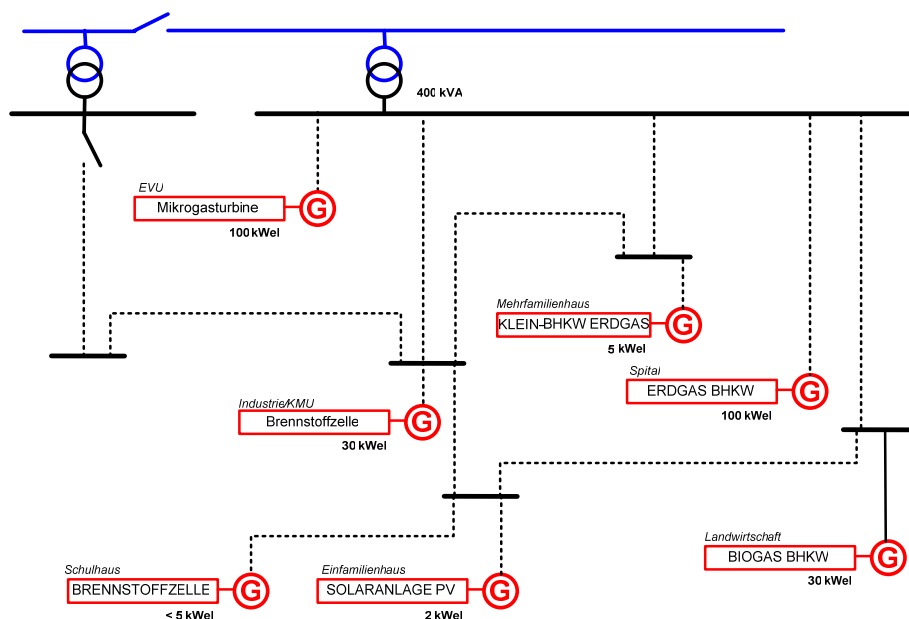 400 kVA
EVU
Mikrogasturbine
G
100 kWel
Mehrfamilienhaus
KLEIN-BHKW ERDGAS
G
5 kWel
Spital
ERDGAS BHKW
G
100 kWel
Industrie/KMU
Brennstoffzelle
G
30 kWel
Landwirtschaft
BIOGAS BHKW
G
30 kWel
Schulhaus
BRENNSTOFFZELLE
G
< 5 kWel
Einfamilienhaus
SOLARANLAGE PV
G
2 kWel